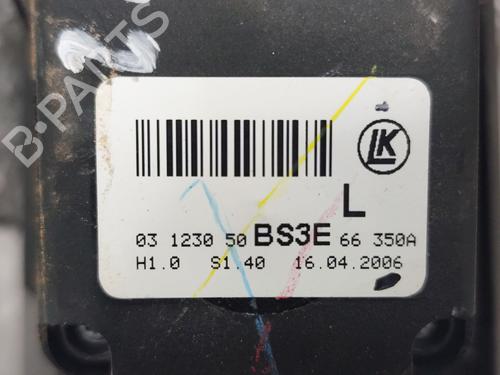 B-PARTS
LK
L
03 1230 50 BS3E 66 350A
H1.0 S1.40 16.04.2006